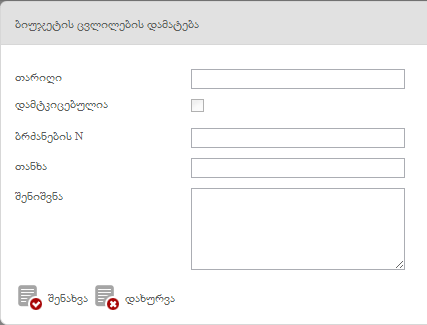 ბიუჯეტის ცვლილების დამატება
თარიღი
დამტკიცებულია
ბრძანების N
თანხა
შენიშვნა
შენახვა დახურვა